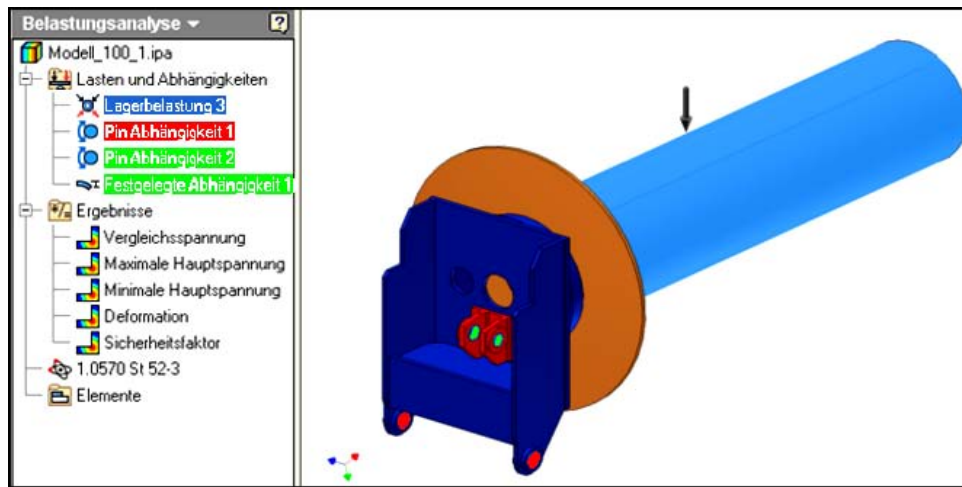 Belastungsanalyse
?
Modell_100_1.ipa
Lasten und Abhängigkeiten
Lagerbelastung 3
Pin Abhängigkeit 1
Pin Abhängigkeit 2
Festgelegte Abhängigkeit 1
Ergebnisse
Vergleichsspannung
Maximale Hauptspannung
Minimale Hauptspannung
Deformation
Sicherheitsfaktor
1.0570 St 52-3
Elemente